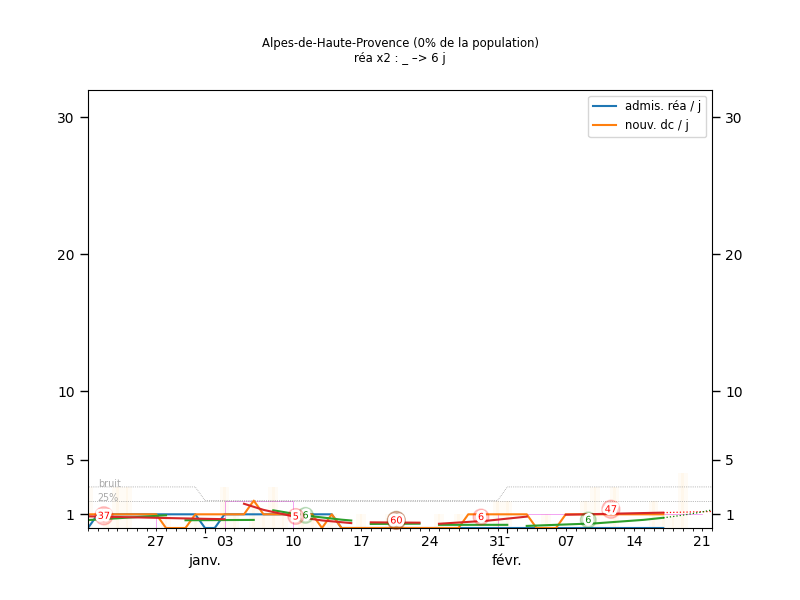 Alpes-de-Haute-Provence (0% de la population)
réa x2 : _ –> 6 j
admis. réa / j
nouv. dc / j
30 30
20 20
10 10
5 5
1 1
bruit
25%
37 5 6 60 6 6 47
27 - 03 10 17 24 31- 07 14 21
janv. févr.